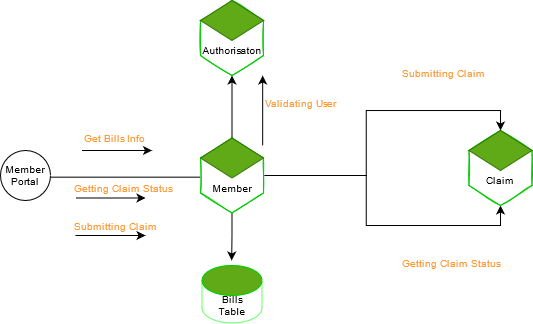 Authorisaton
Submitting Claim
Validating User
Get Bills Info
Member
Portal
Getting Claim Status
Member
Claim
Submitting Claim
Getting Claim Status
Bills
Table